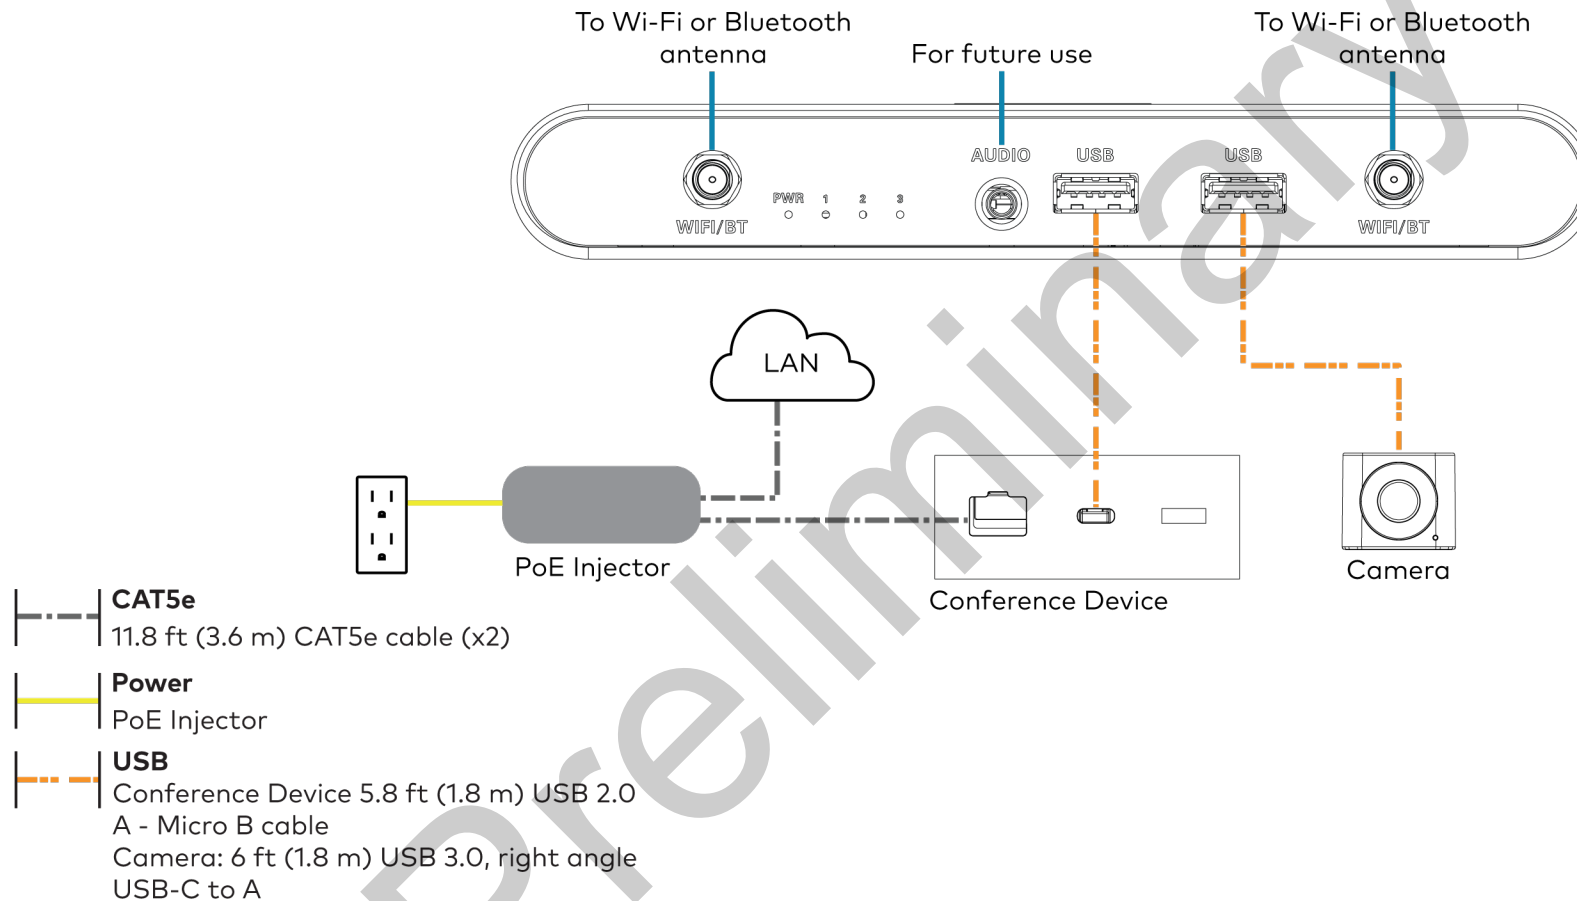 To Wi-Fi or Bluetooth
antenna
For future use
To Wi-Fi or Bluetooth
antenna
AUDIO
USB
USB
PWR 1 2 3
WIFI/BT
WIFI/BT
LAN
PoE Injector
Conference Device
Camera
CAT5e
11.8 ft (3.6 m) CAT5e cable (x2)
Power
PoE Injector
USB
Conference Device 5.8 ft (1.8 m) USB 2.0
A - Micro B cable
Camera: 6 ft (1.8 m) USB 3.0, right angle
USB-C to A
Preliminary